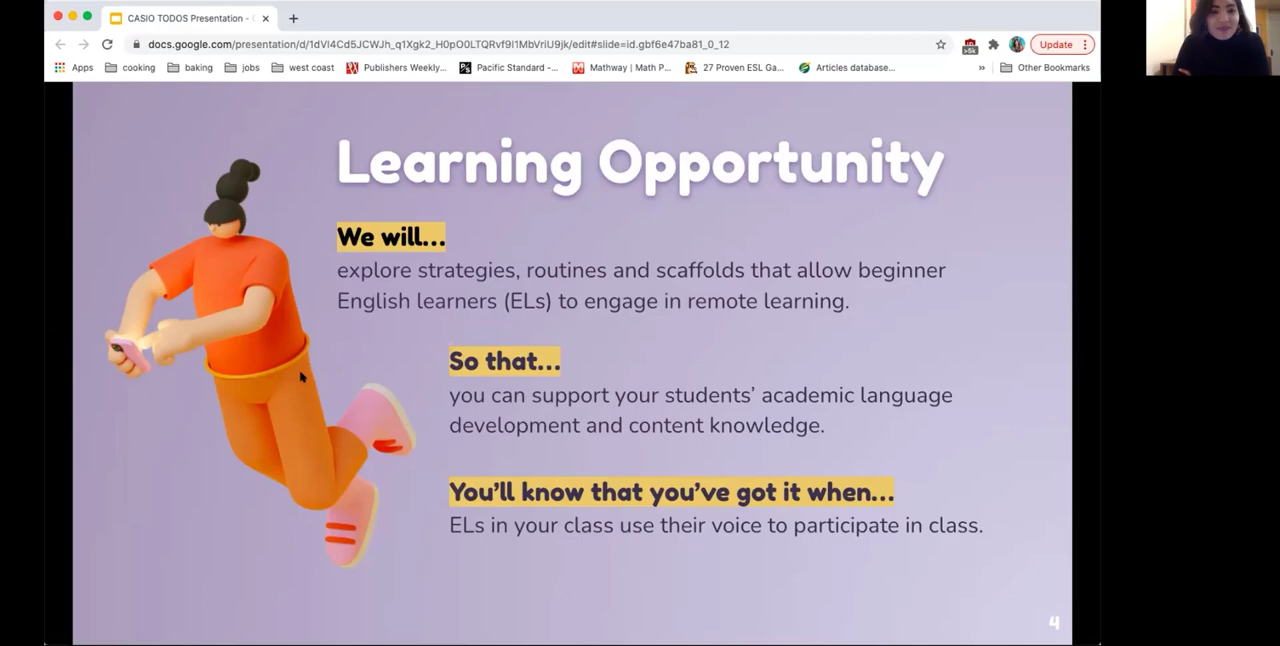 CASIO TODOS Presentation -
docs.google.com/presentation/d/1dVl4Cd5JCWJh_q1Xgk2_H0pO0LTQRvf9l1MbVriU9jk/edit#slide=id.gbf6e47ba81_0_12
Update
Apps cooking baking jobs west coast Publishers Weekly... Pacific Standard -... Mathway | Math P... 27 Proven ESL Ga... Articles database... » Other Bookmarks
Learning Opportunity
We will...
explore strategies, routines and scaffolds that allow beginner
English learners (ELs) to engage in remote learning.
So that...
you can support your students’ academic language
development and content knowledge.
You’ll know that you’ve got it when...
ELs in your class use their voice to participate in class.
4